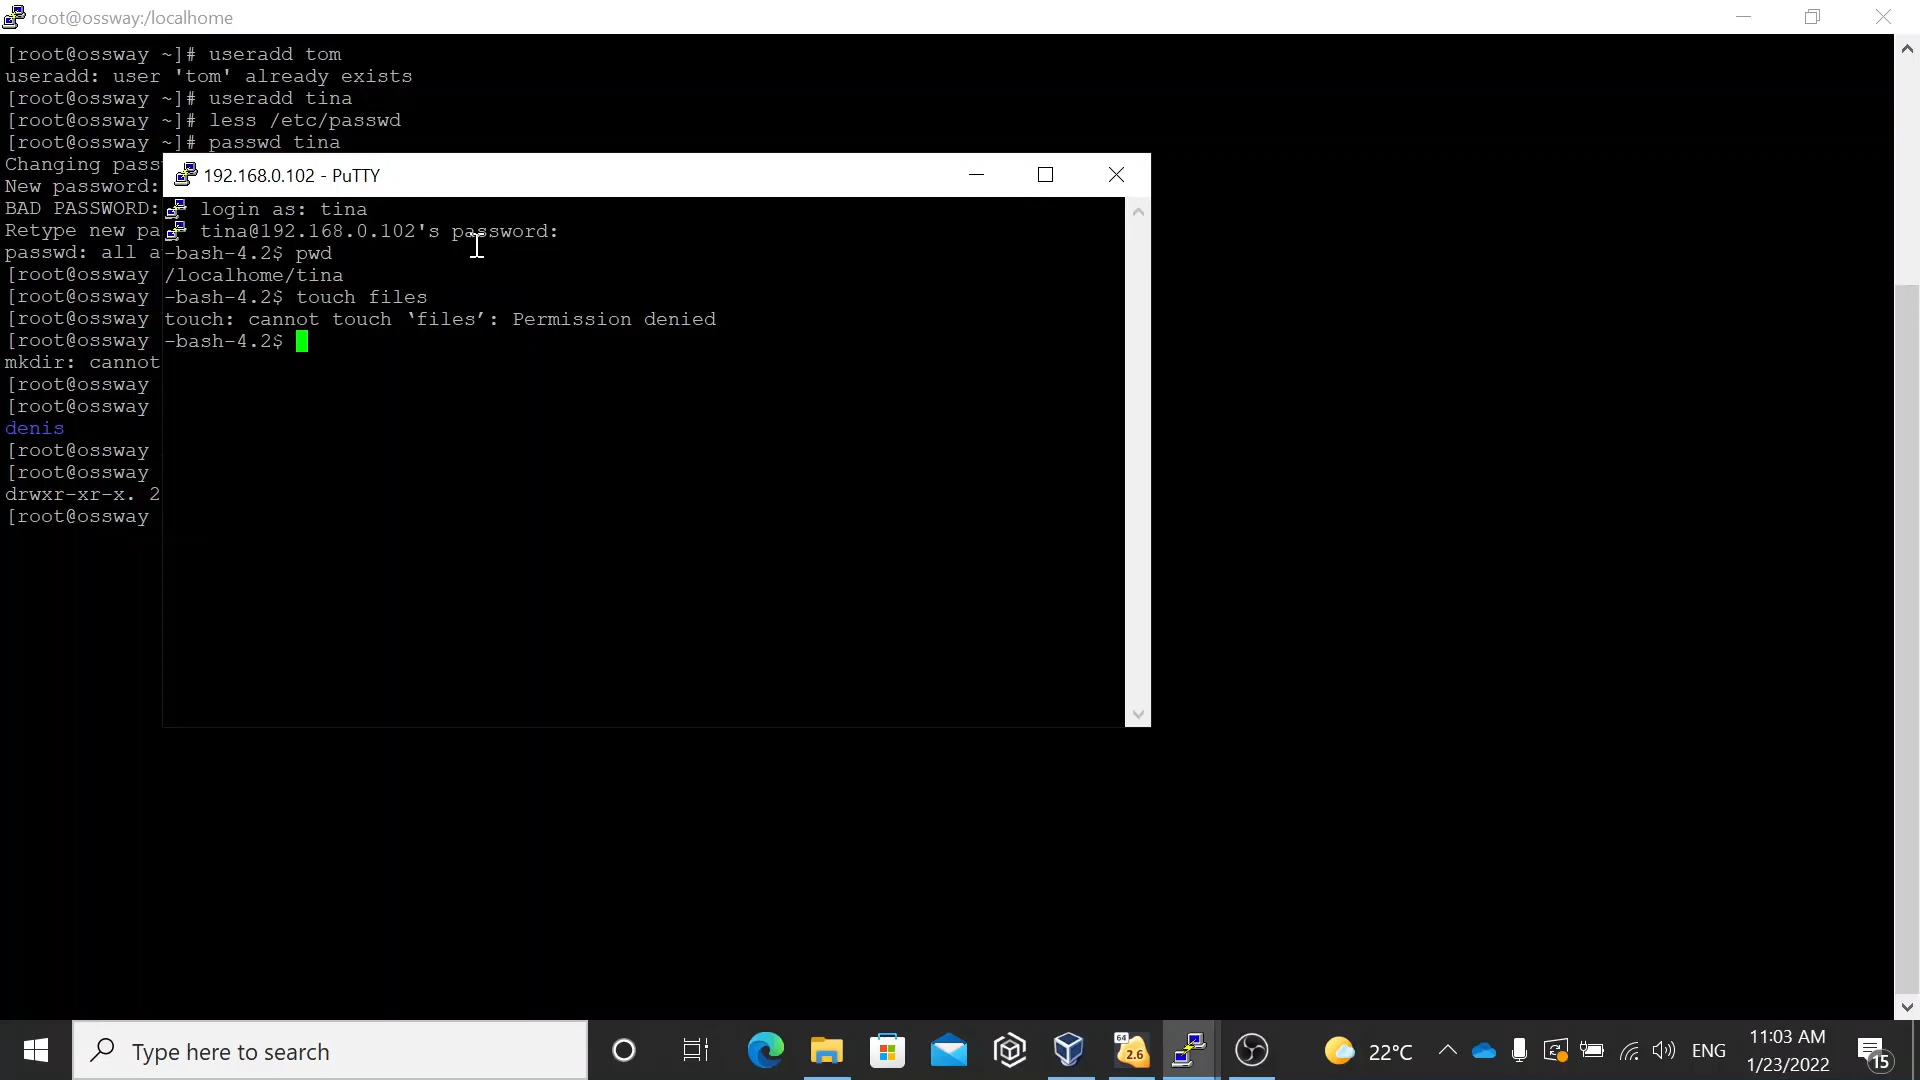 root@ossway:/localhome
[root@ossway ~]# useradd tom
useradd: user 'tom' already exists
[root@ossway ~]# useradd tina
[root@ossway ~]# less /etc/passwd
[root@ossway ~]# passwd tina
Changing pass
New password:
BAD PASSWORD:
Retype new pa
passwd: all a
[root@ossway
[root@ossway
[root@ossway
[root@ossway
mkdir: cannot
[root@ossway
[root@ossway
denis
[root@ossway
[root@ossway
drwxr-xr-x. 2
[root@ossway
192.168.0.102 - PuTTY
login as: tina
tina@192.168.0.102's password:
-bash-4.2$ pwd
/localhome/tina
-bash-4.2$ touch files
touch: cannot touch ‘files’: Permission denied
-bash-4.2$
Type here to search
64
2.6
22°C
ENG
11:03 AM
1/23/2022
15